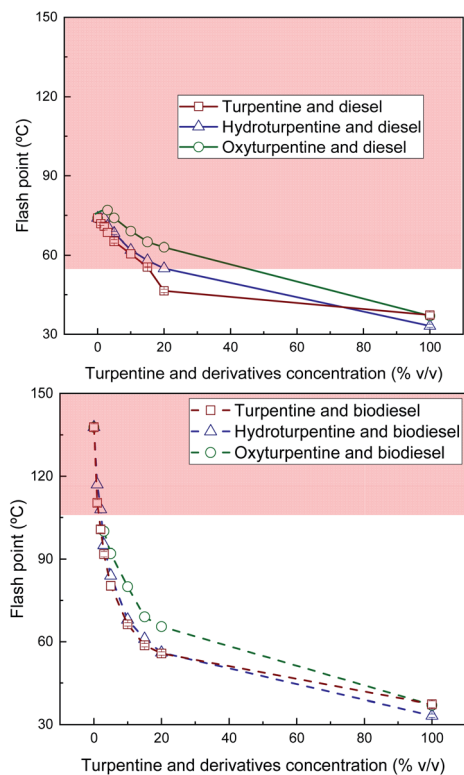 150
120
90
60
30
Flash point (ºC)
Turpentine and diesel
Hydroturpentine and diesel
Oxyturpentine and diesel
0 20 40 60 80 100
Turpentine and derivatives concentration (% v/v)
150
120
90
60
30
Flash point (ºC)
Turpentine and biodiesel
Hydroturpentine and biodiesel
Oxyturpentine and biodiesel
0 20 40 60 80 100
Turpentine and derivatives concentration (% v/v)